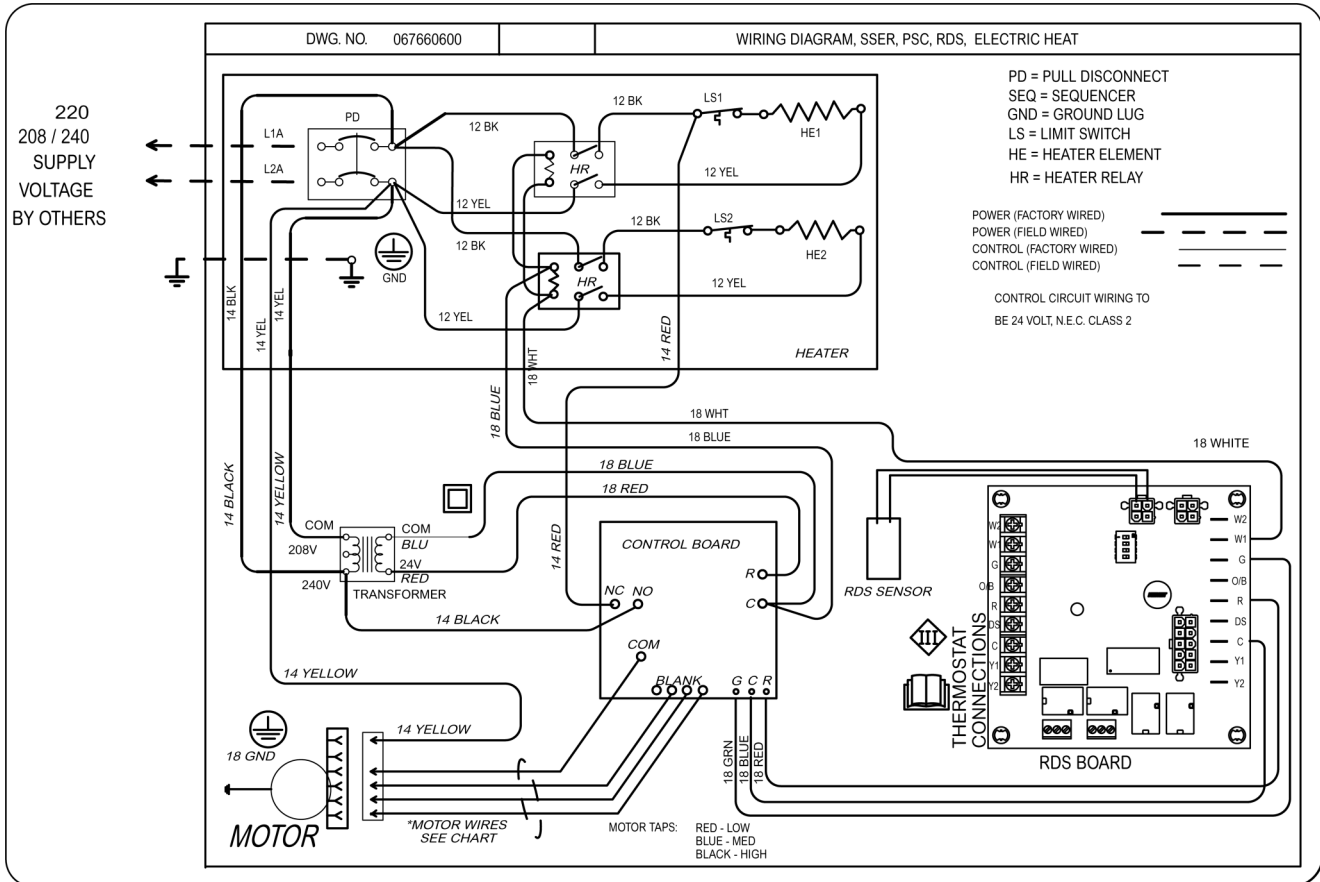 DWG. NO. 067660600
WIRING DIAGRAM, SSER, PSC, RDS, ELECTRIC HEAT
220
208 / 240
SUPPLY
VOLTAGE
BY OTHERS
L1A
L2A
PD
12 BK
12 BK
LS1
HE1
HR
12 YEL
12 YEL
12 BK
12 BK
LS2
HE2
HR
12 YEL
12 YEL
GND
14 BLK
14 YEL
14 YEL
18 WHT
14 RED
HEATER
PD = PULL DISCONNECT
SEQ = SEQUENCER
GND = GROUND LUG
LS = LIMIT SWITCH
HE = HEATER ELEMENT
HR = HEATER RELAY
POWER (FACTORY WIRED)
POWER (FIELD WIRED)
CONTROL (FACTORY WIRED)
CONTROL (FIELD WIRED)
CONTROL CIRCUIT WIRING TO
BE 24 VOLT, N.E.C. CLASS 2
18 BLUE
18 WHT
18 BLUE
18 WHITE
14 BLACK
14 YELLOW
18 BLUE
18 RED
COM
208V
240V
COM
BLU
24V
RED
TRANSFORMER
14 RED
14 BLACK
CONTROL BOARD
R
C
NC NO
COM
BLANK
G C R
RDS SENSOR
III
THERMOSTAT
CONNECTIONS
W2
W1
G
O/B
R
DS
C
Y1
Y2
W2
W1
G
O/B
R
DS
C
Y1
Y2
RDS BOARD
14 YELLOW
14 YELLOW
18 GND
MOTOR
*MOTOR WIRES
SEE CHART
18 GRN
18 BLUE
18 RED
MOTOR TAPS: RED - LOW
BLUE - MED
BLACK - HIGH